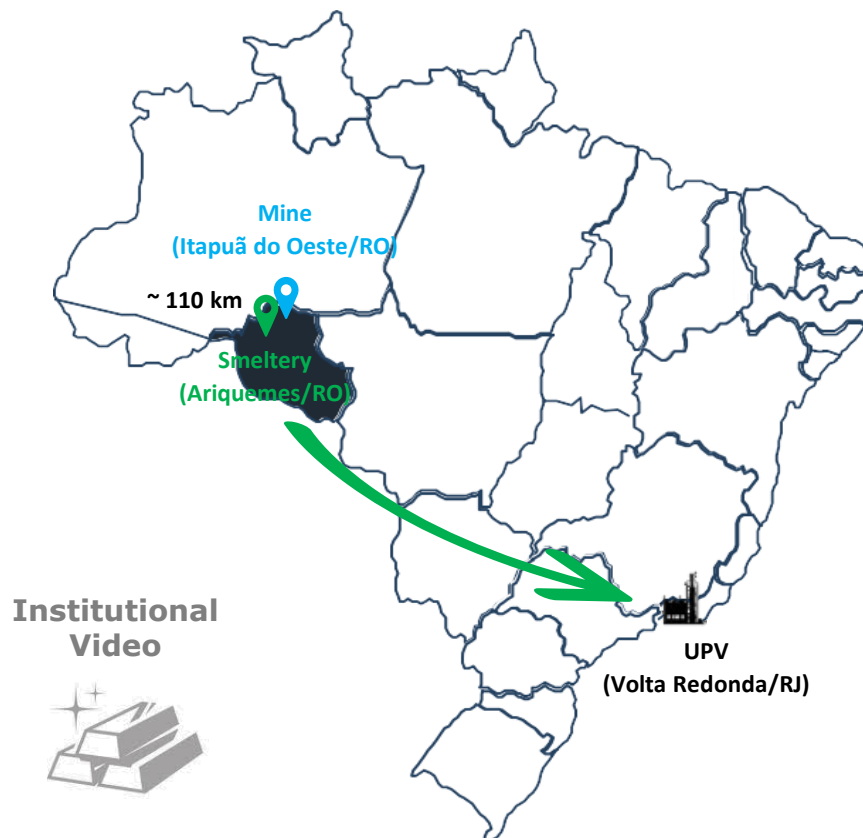 Mine
(Itapuã do Oeste/RO)
~ 110 km
Smeltery
(Ariquemes/RO)
Institutional
Video
UPV
(Volta Redonda/RJ)